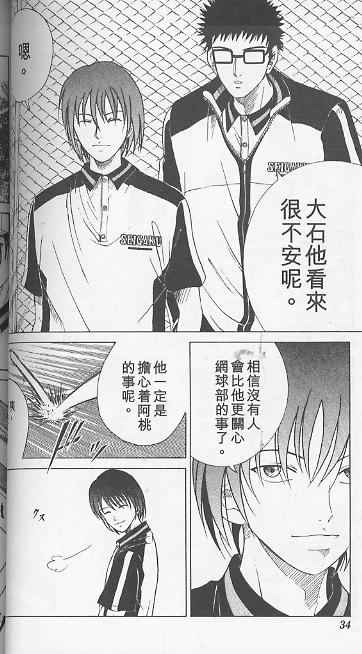 大石他看來
很不安呢。
嗯。
SEIGAKU
SEIGAKU
相信沒有人
會比他更關心
網球部的事了。
他一定是
擔心着阿桃
的事呢。
クス
34